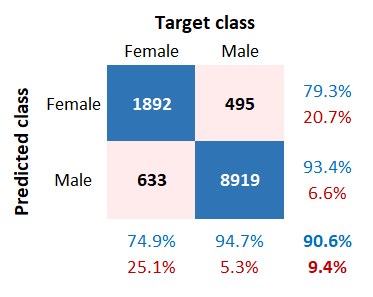 Target class
Female Male
Predicted class
Female 1892 495 79.3%
20.7%
Male 633 8919 93.4%
6.6%
74.9% 94.7% 90.6%
25.1% 5.3% 9.4%